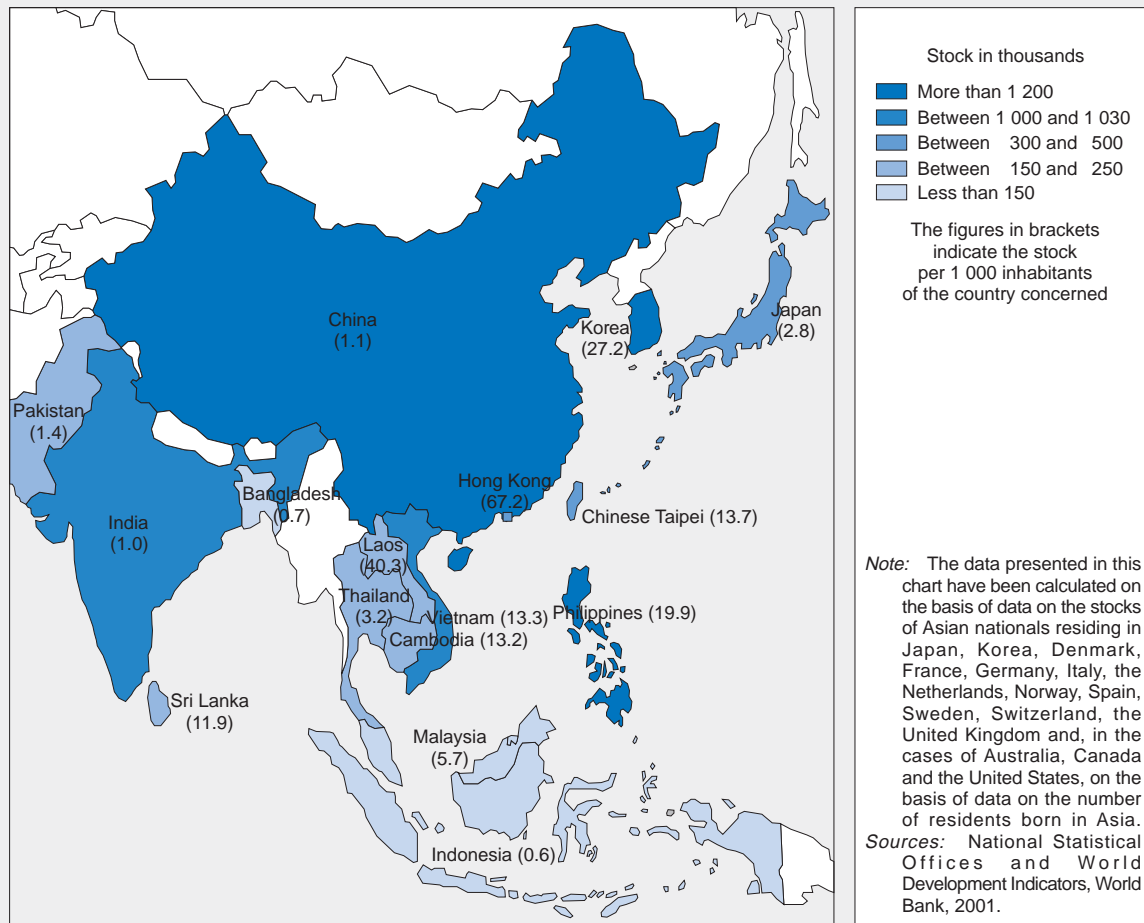 China
(1.1)
Korea
(27.2)
Japan
(2.8)
Pakistan
(1.4)
India
(1.0)
Bangladesh
(0.7)
Hong Kong
(67.2)
Chinese Taipei (13.7)
Laos
(40.3)
Thailand
(3.2)
Vietnam (13.3)
Cambodia (13.2)
Philippines (19.9)
Sri Lanka
(11.9)
Malaysia
(5.7)
Indonesia (0.6)
Stock in thousands
More than 1 200
Between 1 000 and 1 030
Between 300 and 500
Between 150 and 250
Less than 150
The figures in brackets
indicate the stock
per 1 000 inhabitants
of the country concerned
Note: The data presented in this
chart have been calculated on
the basis of data on the stocks
of Asian nationals residing in
Japan, Korea, Denmark,
France, Germany, Italy, the
Netherlands, Norway, Spain,
Sweden, Switzerland, the
United Kingdom and, in the
cases of Australia, Canada
and the United States, on the
basis of data on the number
of residents born in Asia.
Sources: National Statistical
Offices and World
Development Indicators, World
Bank, 2001.